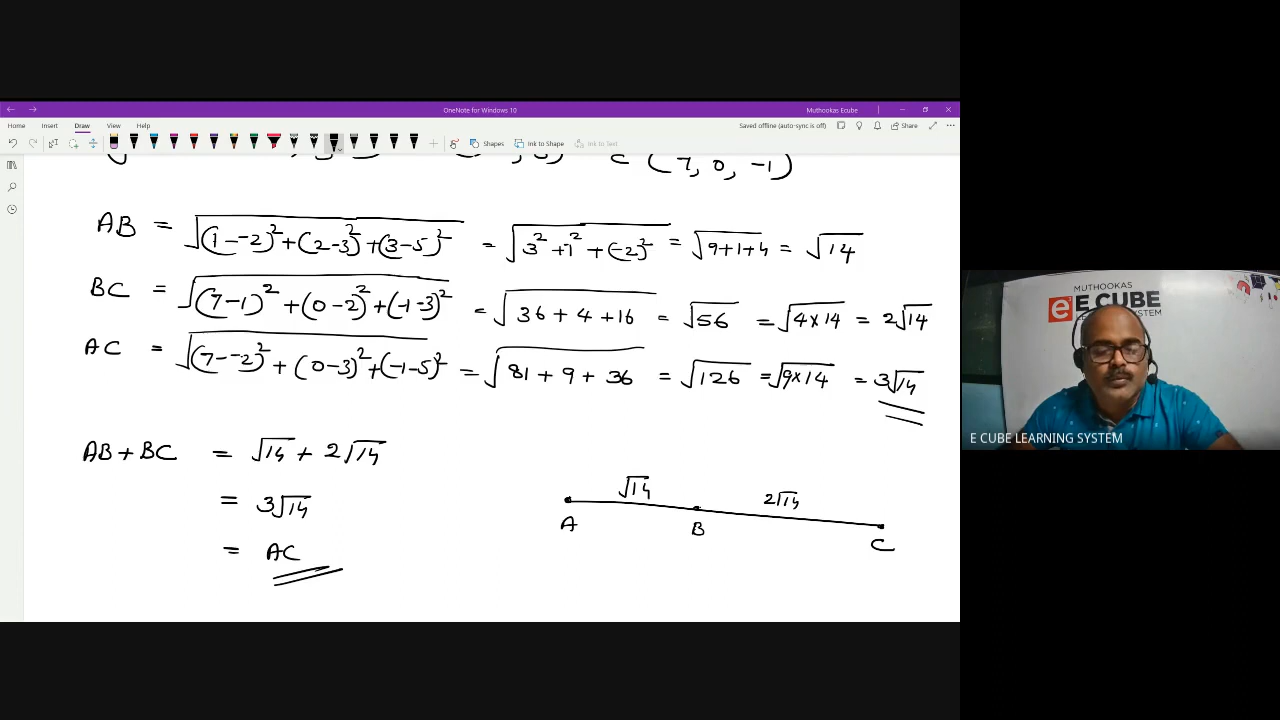 OneNote for Windows 10
Muthookas Ecube
Home Insert Draw View Help
Saved offline (auto-sync is off) Share
Shapes Ink to Shape Ink to Text
C (7, 0, -1)
AB = √((1--2)²+(2-3)²+(3-5)²) = √(3²+1²+(-2)²) = √(9+1+4) = √14
BC = √((7-1)²+(0-2)²+(-1-3)²) = √(36+4+16) = √56 = √(4×14) = 2√14
AC = √((7--2)²+(0-3)²+(-1-5)²) = √(81+9+36) = √126 = √(9×14) = 3√14
AB+BC = √14 + 2√14
= 3√14
= AC
√14 2√14
A B C
MUTHOOKAS
E CUBE
E CUBE LEARNING SYSTEM